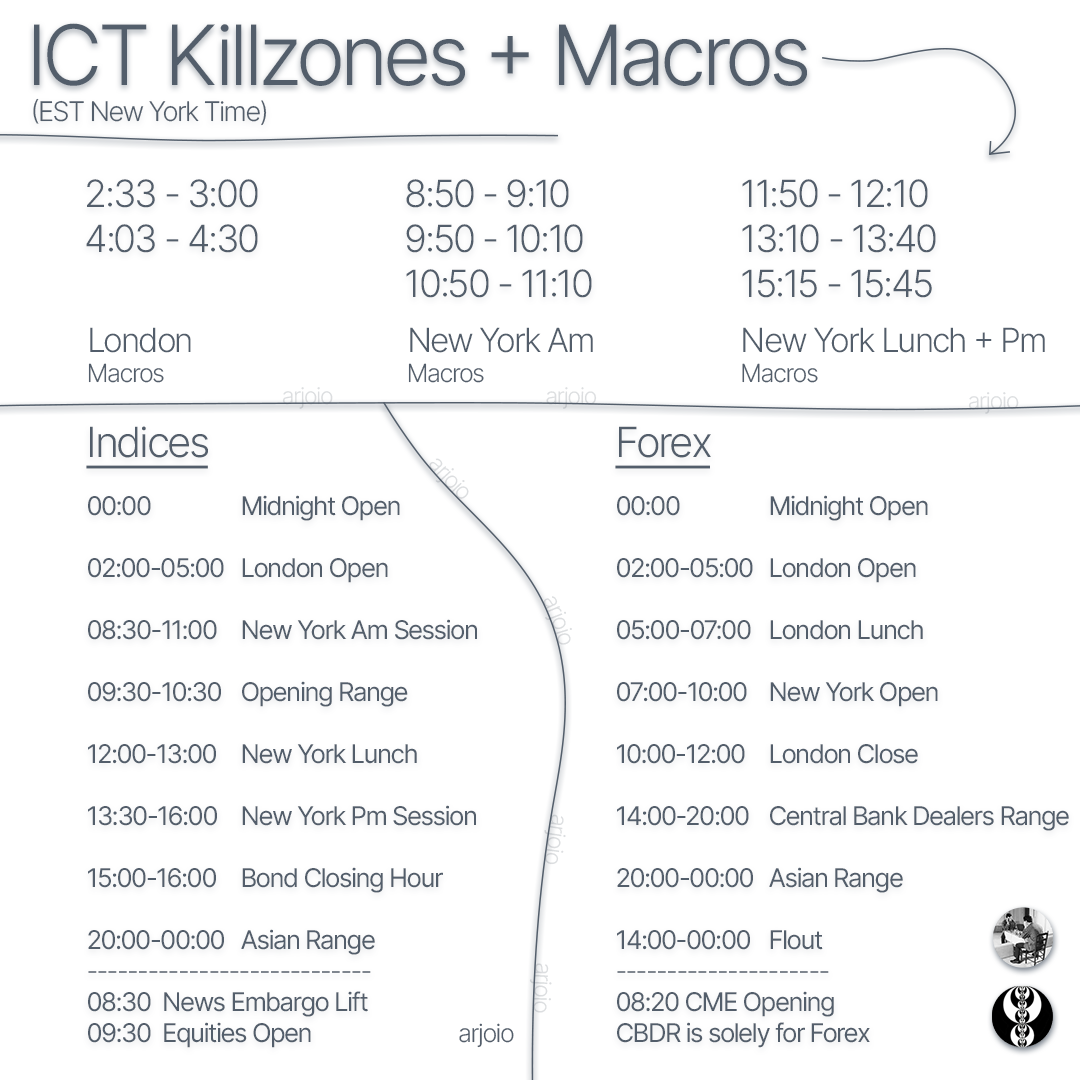 ICT Killzones + Macros
(EST New York Time)
2:33 - 3:00
4:03 - 4:30
London
Macros
8:50 - 9:10
9:50 - 10:10
10:50 - 11:10
New York Am
Macros
11:50 - 12:10
13:10 - 13:40
15:15 - 15:45
New York Lunch + Pm
Macros
arjoio
arjoio
arjoio
Indices
00:00 Midnight Open
02:00-05:00 London Open
08:30-11:00 New York Am Session
09:30-10:30 Opening Range
12:00-13:00 New York Lunch
13:30-16:00 New York Pm Session
15:00-16:00 Bond Closing Hour
20:00-00:00 Asian Range
----------------------------
08:30 News Embargo Lift
09:30 Equities Open
arjoio
arjoio
arjoio
arjoio
arjoio
Forex
00:00 Midnight Open
02:00-05:00 London Open
05:00-07:00 London Lunch
07:00-10:00 New York Open
10:00-12:00 London Close
14:00-20:00 Central Bank Dealers Range
20:00-00:00 Asian Range
14:00-00:00 Flout
---------------------
08:20 CME Opening
CBDR is solely for Forex